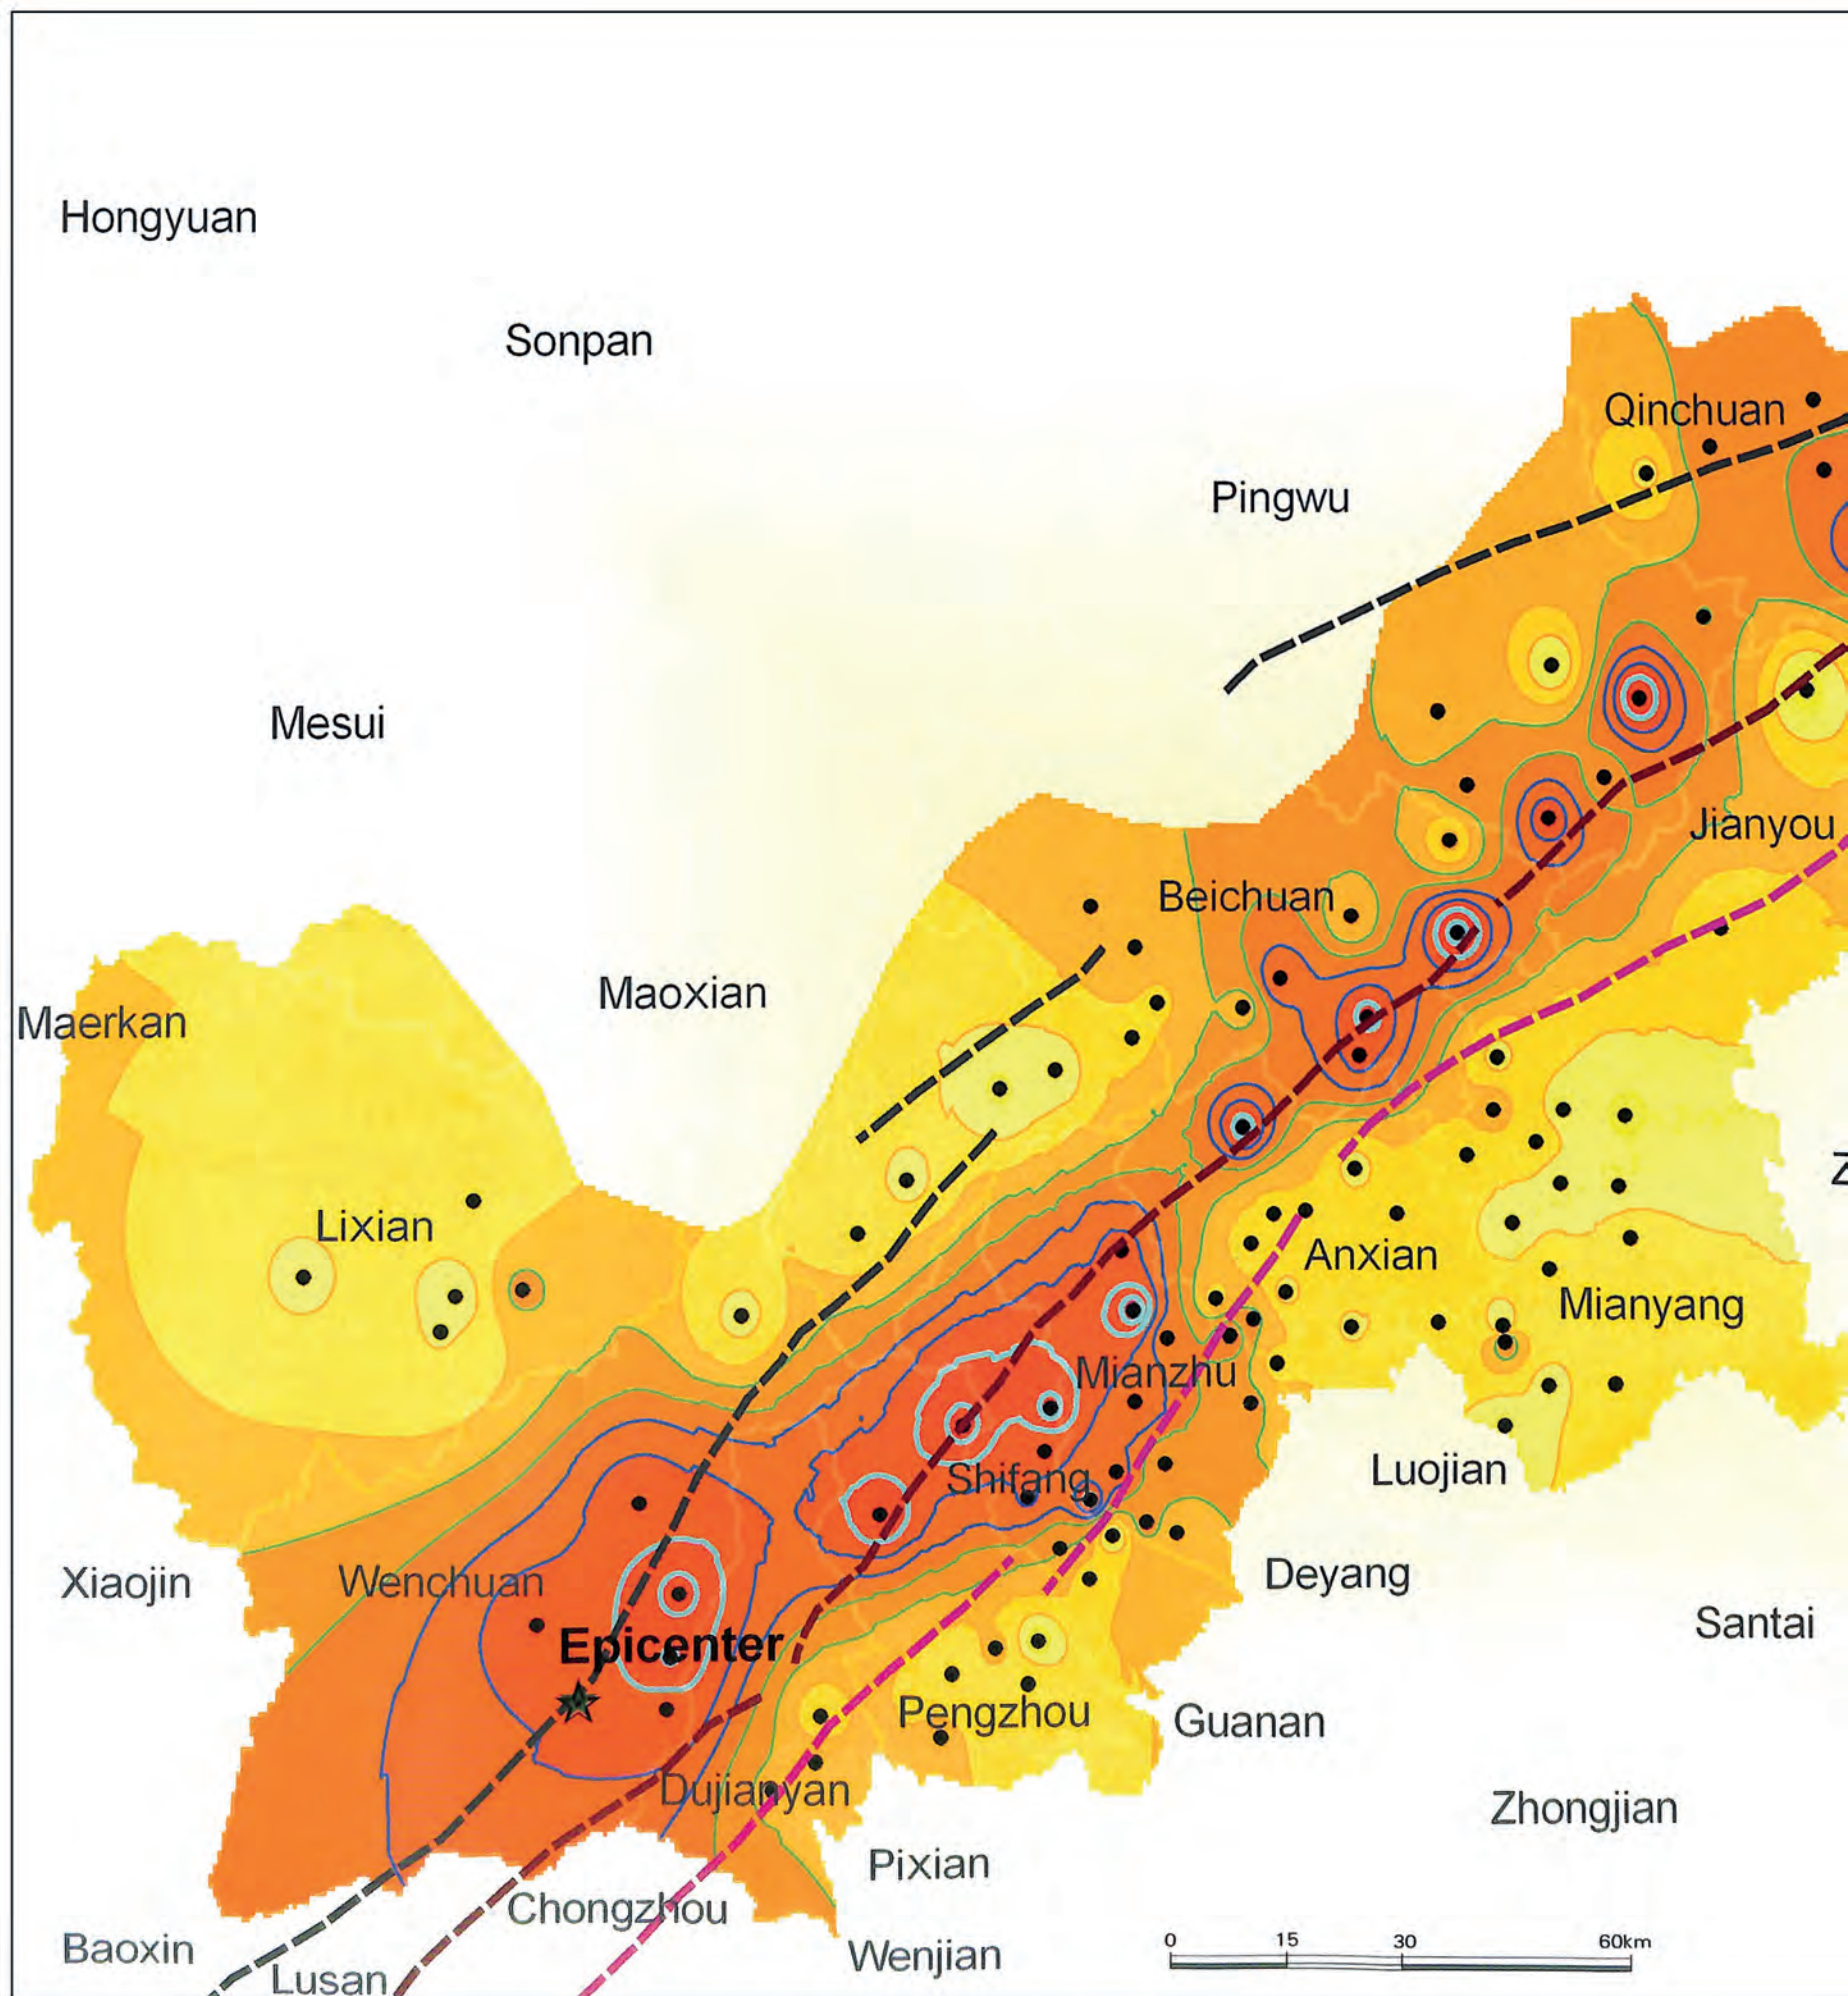 Hongyuan
Sonpan
Qinchuan
Pingwu
Mesui
Jianyou
Beichuan
Maoxian
Maerkan
Z
Lixian
Anxian
Mianyang
Mianzhu
Luojian
Shifang
Xiaojin
Wenchuan
Deyang
Epicenter
Santai
Pengzhou
Guanan
Dujianyan
Zhongjian
Pixian
Chongzhou
Baoxin
Wenjian
Lusan
0 15 30 60km